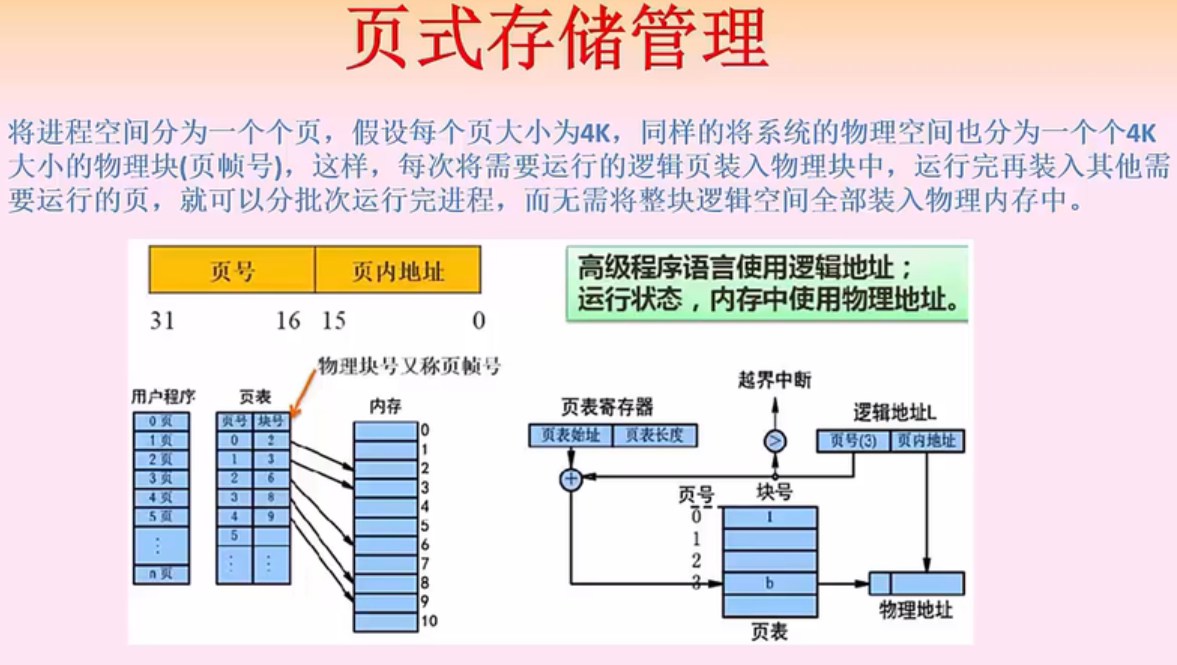 页式存储管理
将进程空间分为一个个页，假设每个页大小为4K，同样的将系统的物理空间也分为一个个4K
大小的物理块(页帧号)，这样，每次将需要运行的逻辑页装入物理块中，运行完再装入其他需
要运行的页，就可以分批次运行完进程，而无需将整块逻辑空间全部装入物理内存中。
页号 页内地址
31 16 15 0
高级程序语言使用逻辑地址；
运行状态，内存中使用物理地址。
物理块号又称页帧号
用户程序
0页
1页
2页
3页
4页
5页
⋮
n页
页表
页号 块号
0 2
1 3
2 6
3 8
4 9
5
⋮ ⋮
内存
0
1
2
3
4
5
6
7
8
9
10
越界中断
页表寄存器
页表始址 页表长度
>
逻辑地址L
页号(3) 页内地址
+
页号 块号
0 1
1
2
3 b
页表
物理地址